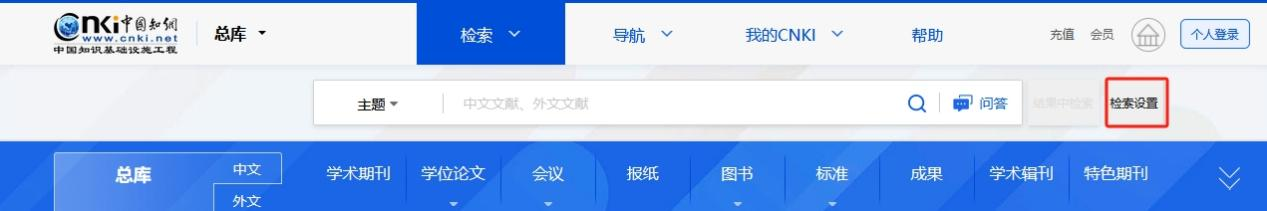 cnki中国知网
www.cnki.net
中国知识基础设施工程
总库
检索
导航
我的CNKI
帮助
充值
会员
个人登录
主题
中文文献、外文文献
问答
结果中检索
检索设置
总库
中文
外文
学术期刊
学位论文
会议
报纸
图书
标准
成果
学术辑刊
特色期刊